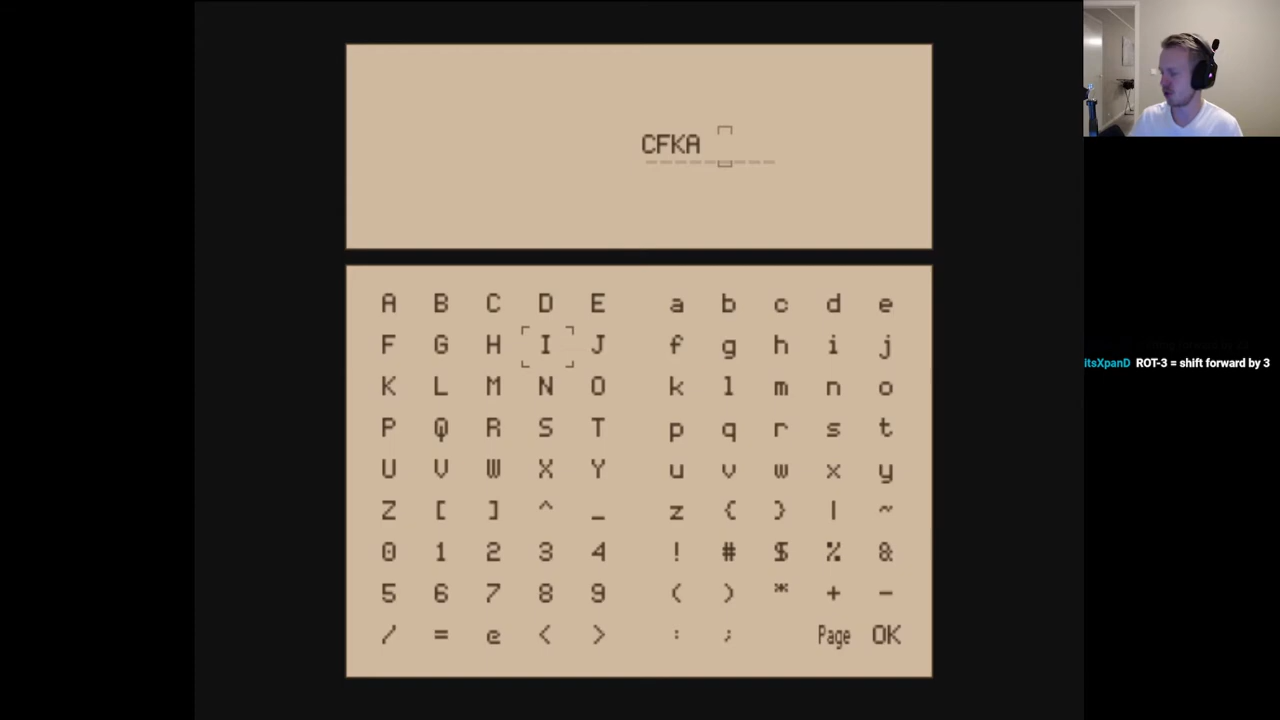 CFKA
A B C D E a b c d e
F G H I J f g h i j
K L M N O k l m n o
P Q R S T p q r s t
U V W X Y u v w x y
Z [ ] ^ _ z { } | ~
0 1 2 3 4 ! # $ % &
5 6 7 8 9 ( ) * + -
/ = @ < > : ; Page OK
itsXpanD ROT-3 = shift forward by 3